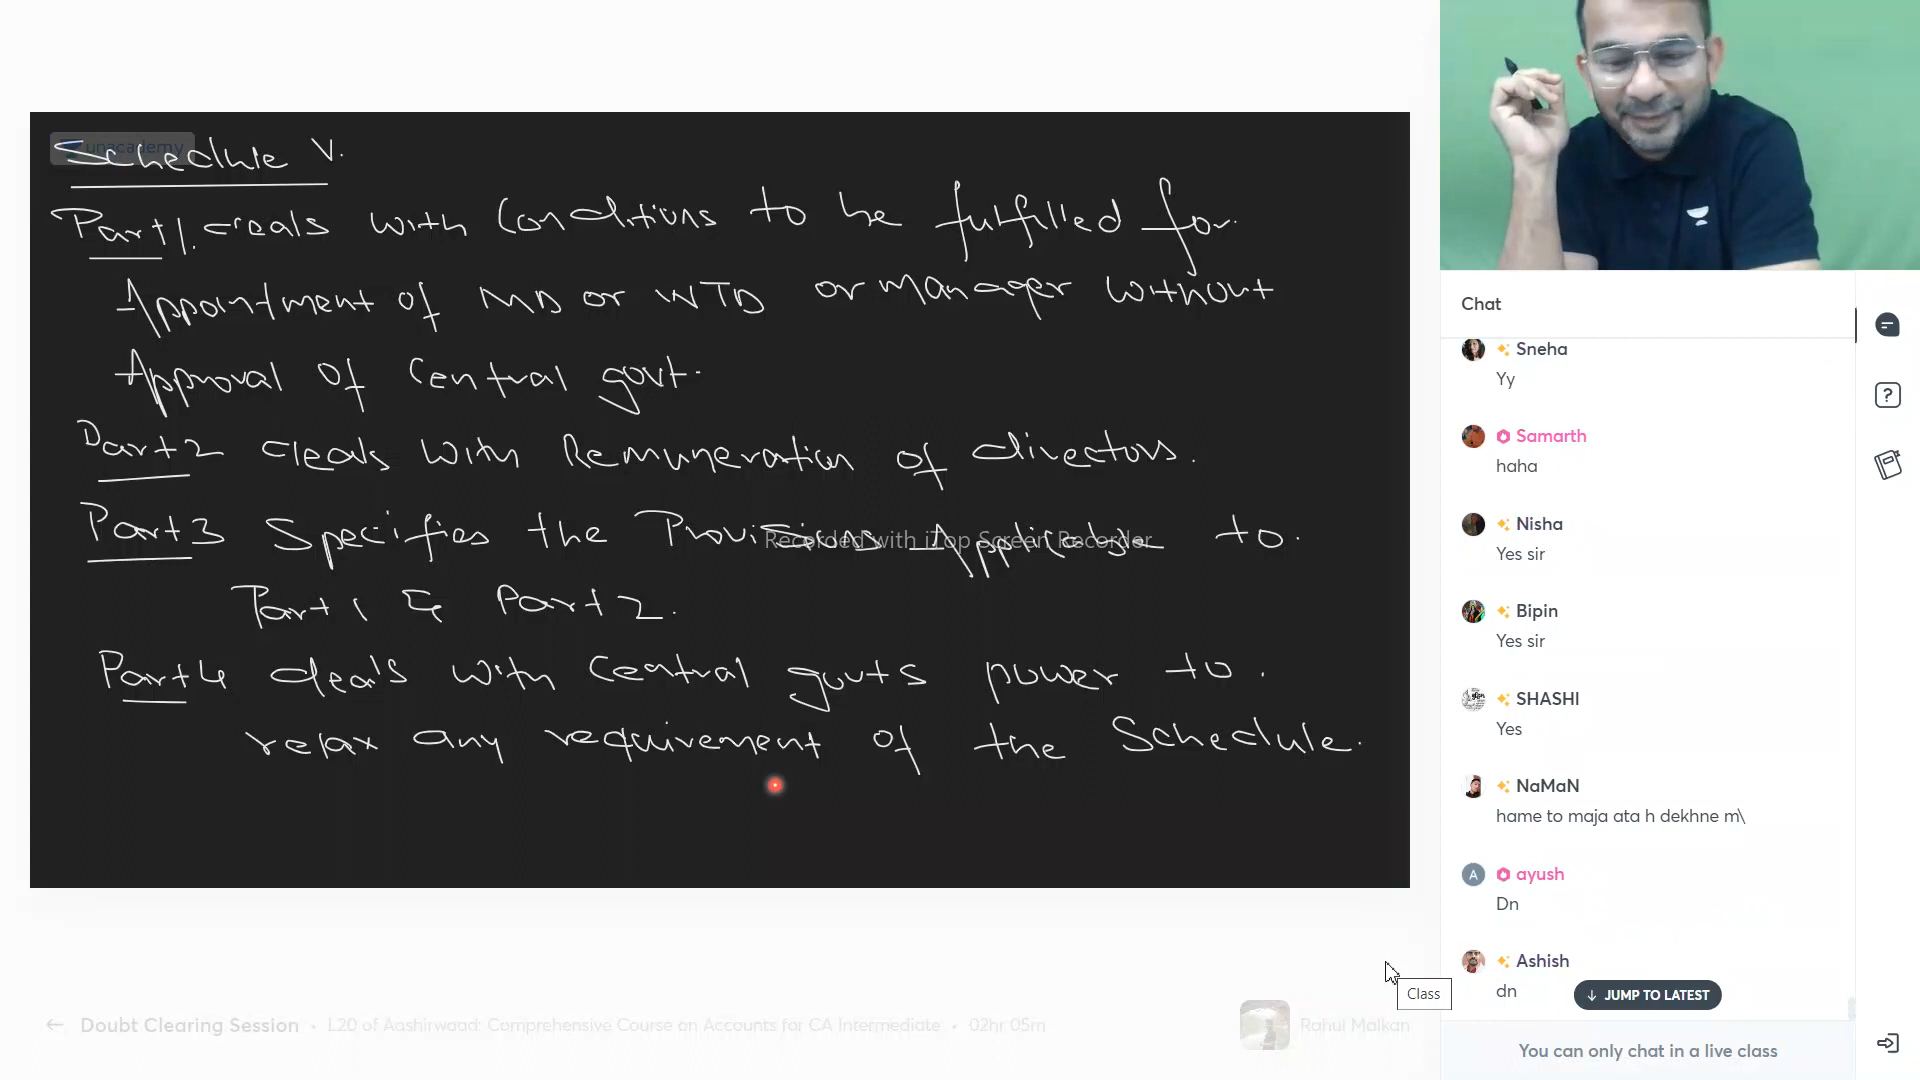 unacademy
Schedule V.
Part 1. deals with Conditions to be fulfilled for
Appointment of MD or WTD or manager without
Approval of Central govt.
Part 2 deals with Remuneration of directors.
Part 3 Specifies the Provisions Applicable to
Part 1 & Part 2.
Part 4 deals with Central govts power to
relax any requirement of the Schedule.
Recorded with iTop Screen Recorder
Chat
Sneha
Yy
Samarth
haha
Nisha
Yes sir
Bipin
Yes sir
SHASHI
Yes
NaMaN
hame to maja ata h dekhne m\
A ayush
Dn
Ashish
dn
↓ JUMP TO LATEST
You can only chat in a live class
Class
← Doubt Clearing Session • L20 of Aashirwaad: Comprehensive Course on Accounts for CA Intermediate • 02hr 05m
Rahul Malkan